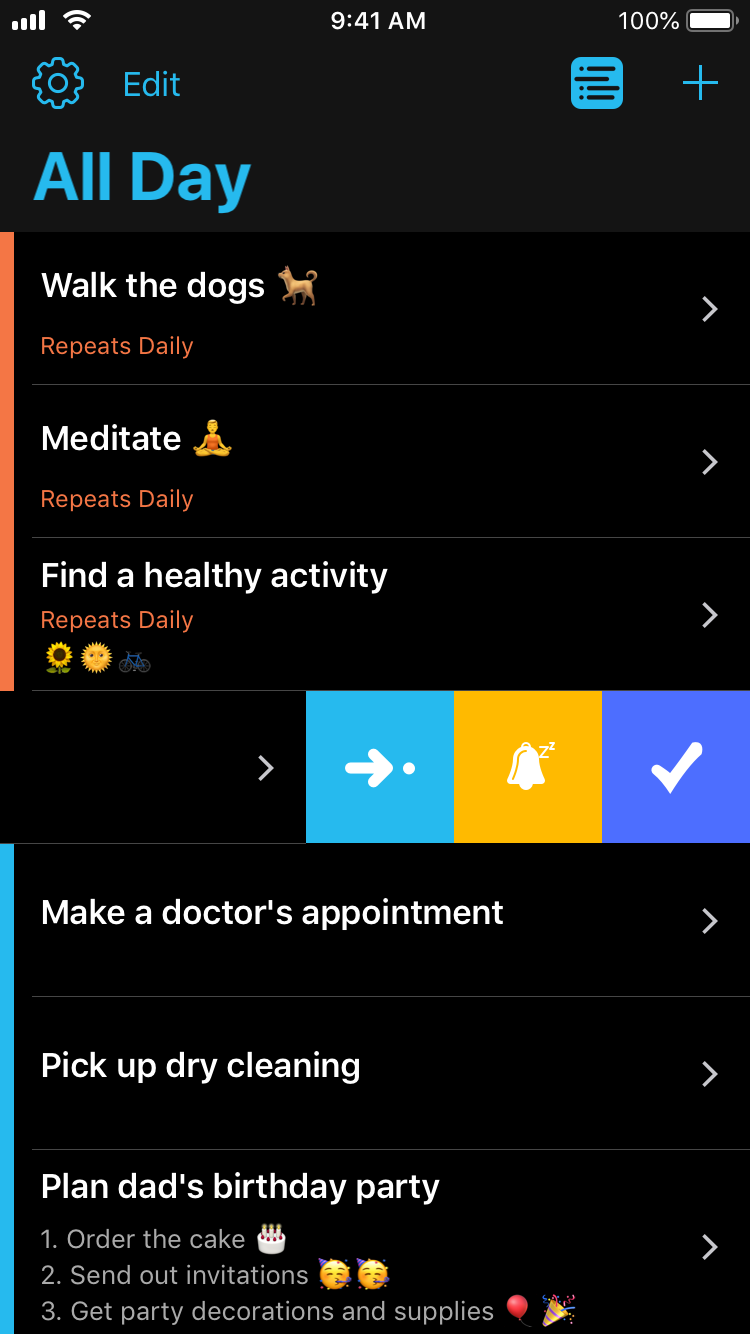 9:41 AM
100%
Edit
All Day
Walk the dogs 🐕
Repeats Daily
Meditate 🧘
Repeats Daily
Find a healthy activity
Repeats Daily
🌻🌞🚲
Make a doctor's appointment
Pick up dry cleaning
Plan dad's birthday party
1. Order the cake 🎂
2. Send out invitations 🥳🥳
3. Get party decorations and supplies 🎈🎉